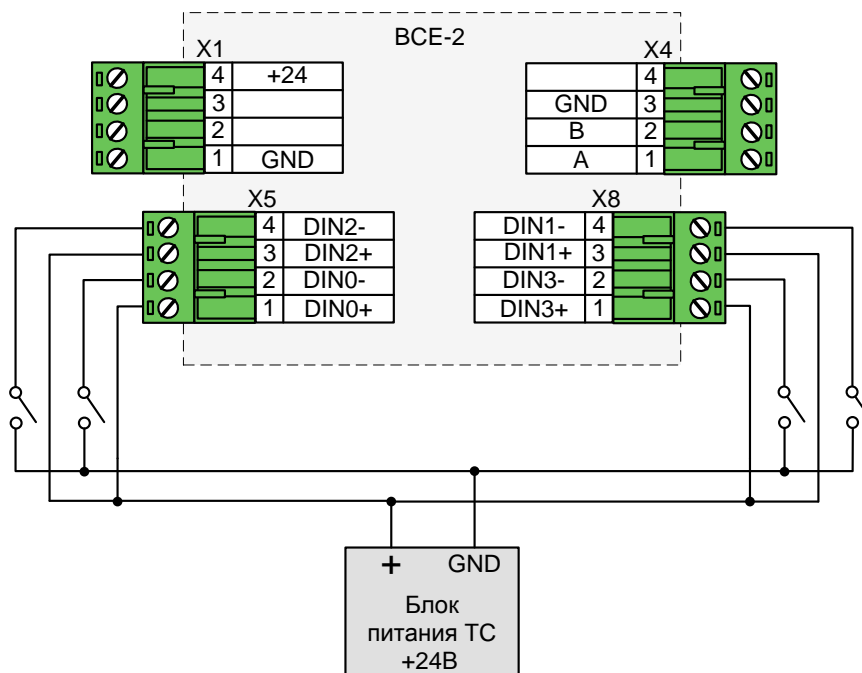 BCE-2
X1
4 +24
3
2
1 GND
X4
4
GND 3
B 2
A 1
X5
4 DIN2-
3 DIN2+
2 DIN0-
1 DIN0+
X8
DIN1- 4
DIN1+ 3
DIN3- 2
DIN3+ 1
+ GND
Блок
питания ТС
+24В